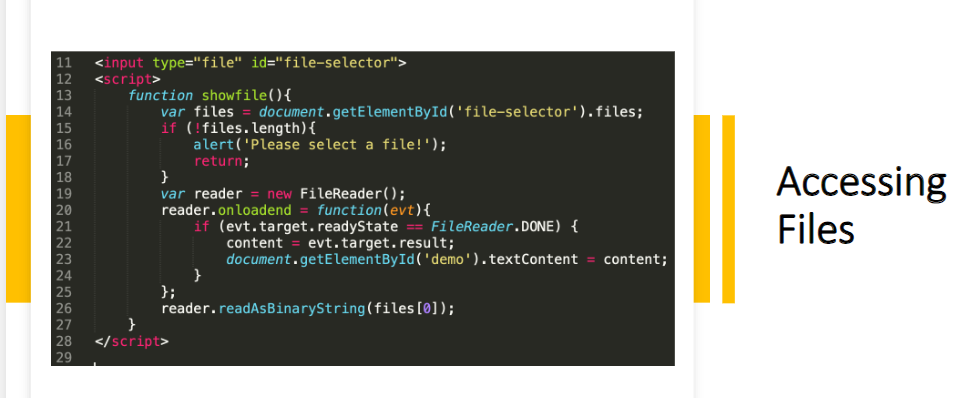 11 <input type="file" id="file-selector">
12 <script>
13     function showfile(){
14         var files = document.getElementById('file-selector').files;
15         if (!files.length){
16             alert('Please select a file!');
17             return;
18         }
19         var reader = new FileReader();
20         reader.onloadend = function(evt){
21             if (evt.target.readyState == FileReader.DONE) {
22                 content = evt.target.result;
23                 document.getElementById('demo').textContent = content;
24             }
25         };
26         reader.readAsBinaryString(files[0]);
27     }
28 </script>
29
Accessing
Files